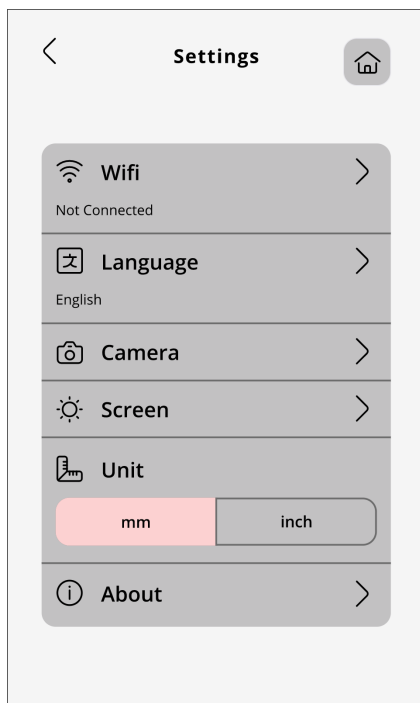 Settings
Wifi
Not Connected
Language
English
Camera
Screen
Unit
mm inch
About